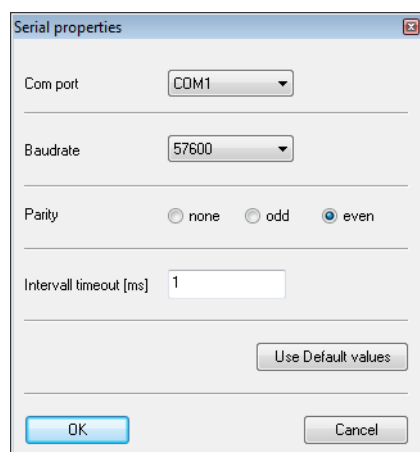 Serial properties
Com port COM1
Baudrate 57600
Parity none odd even
Intervall timeout [ms] 1
Use Default values
OK Cancel